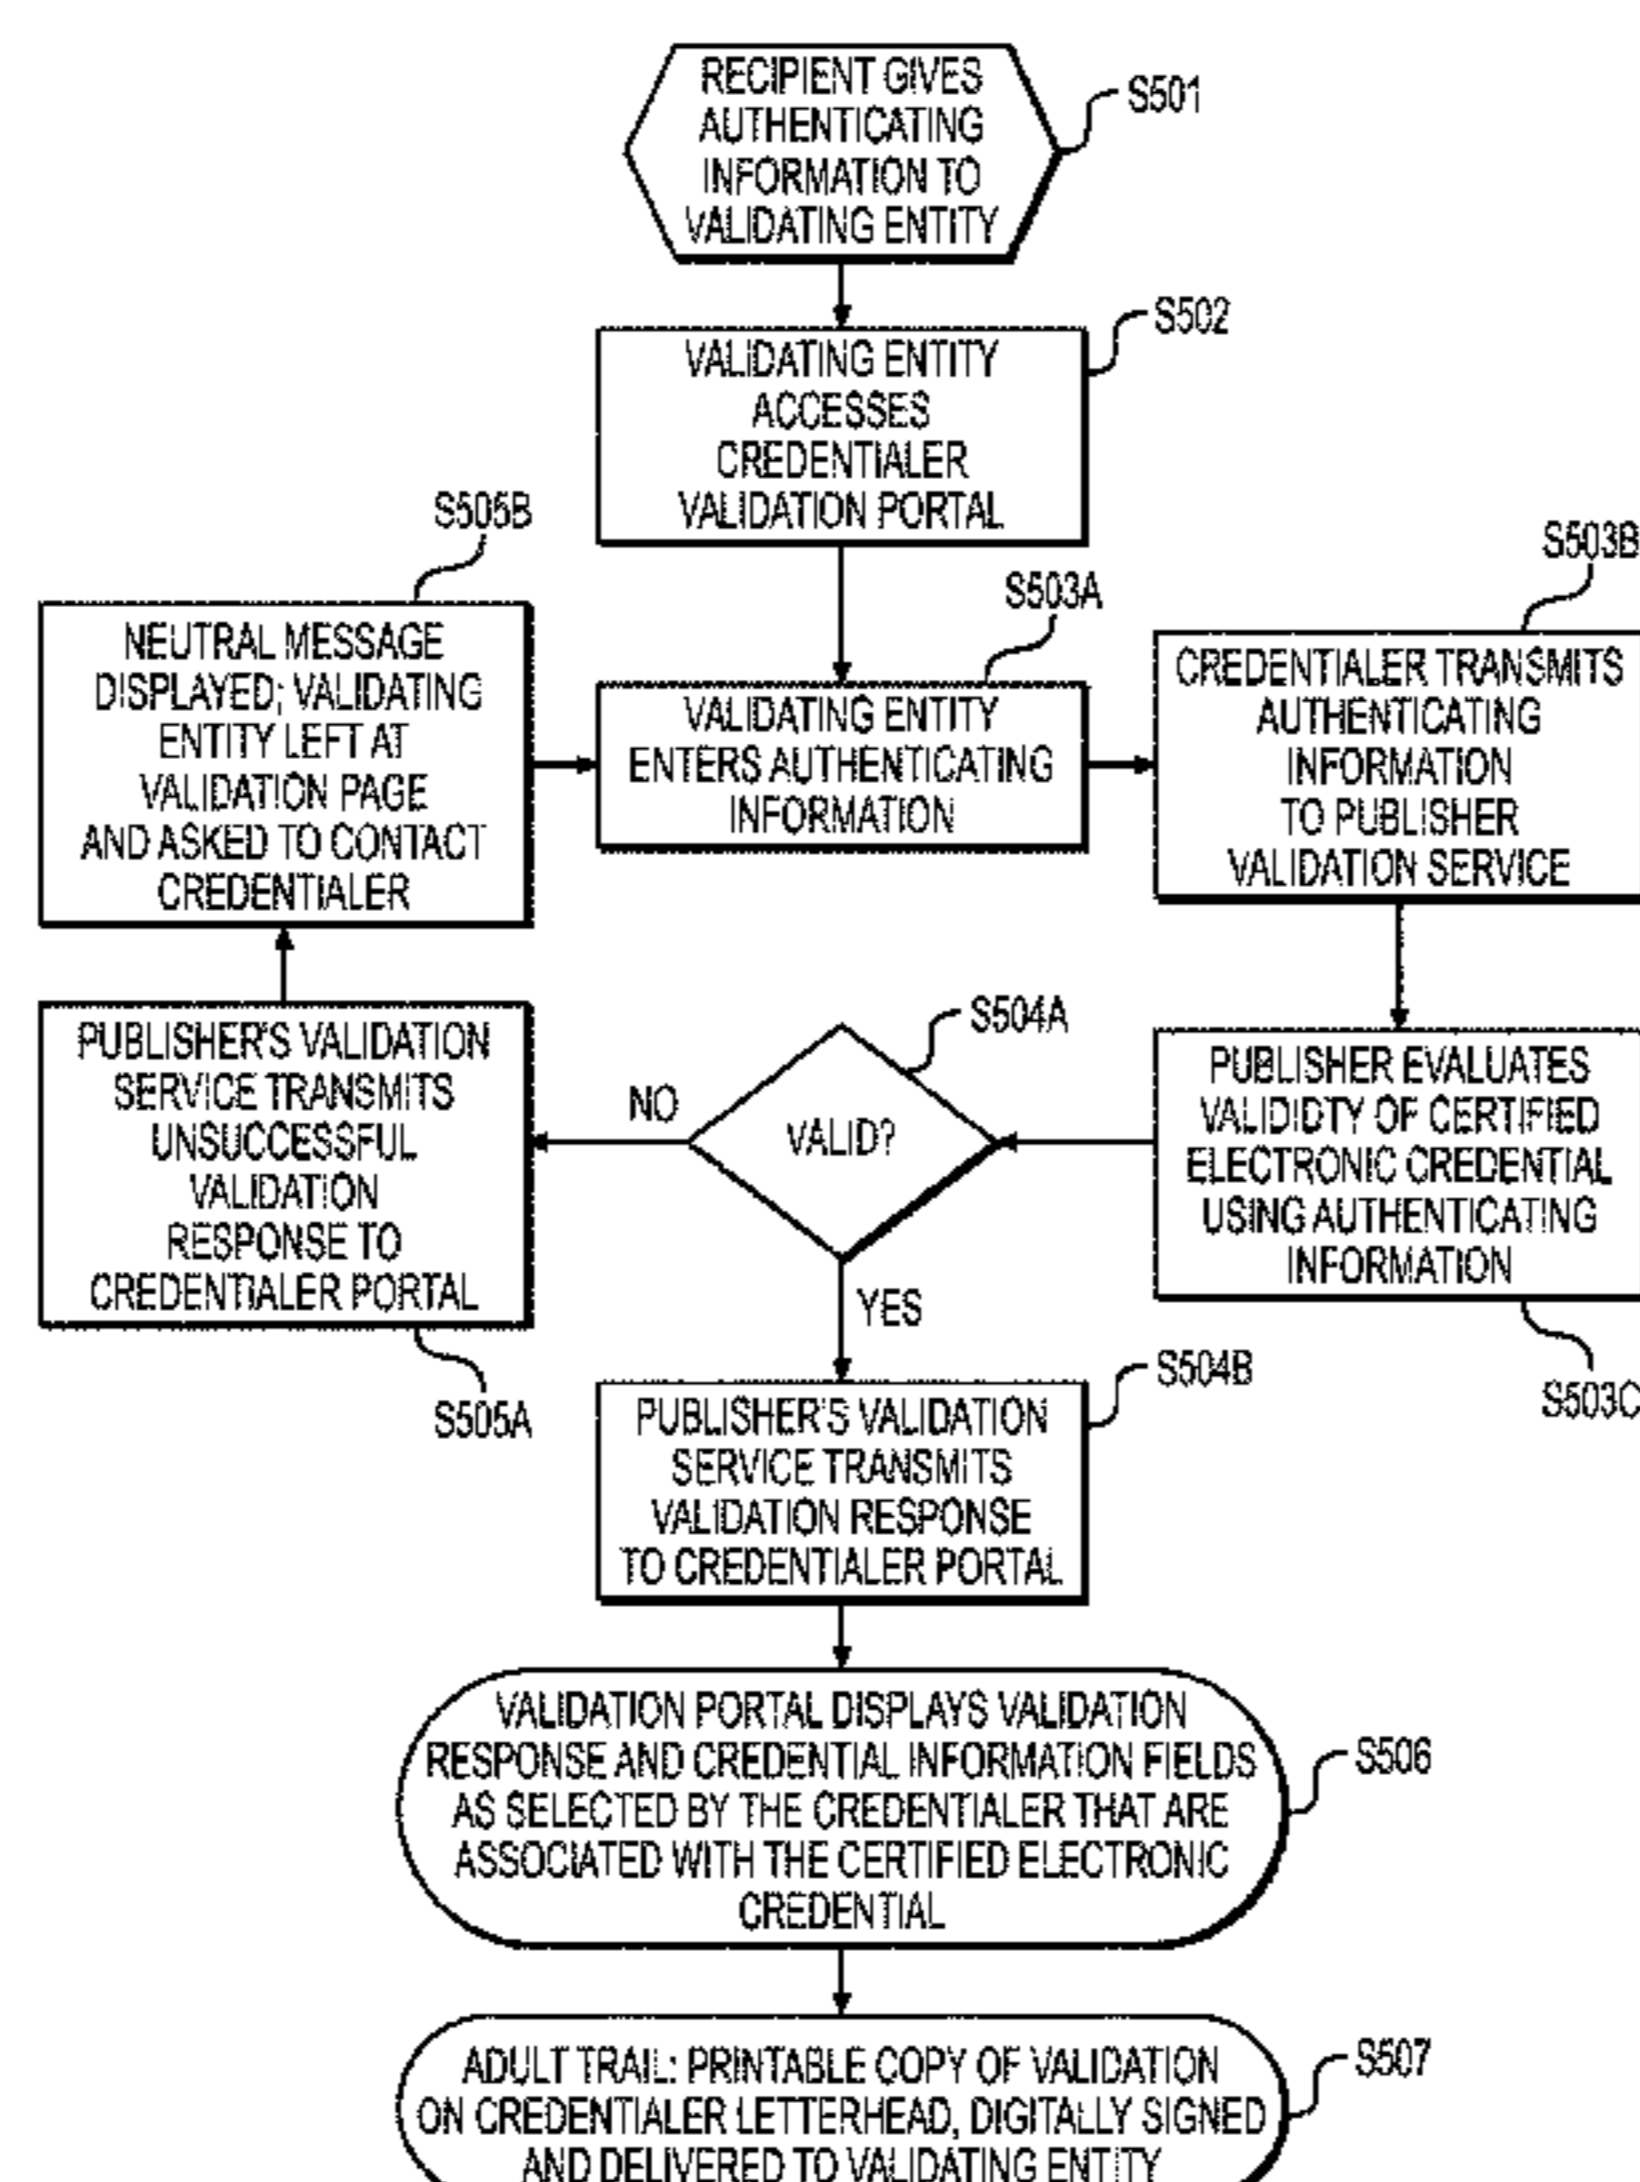 RECIPIENT GIVES
AUTHENTICATING
INFORMATION TO
VALIDATING ENTITY
S501
VALIDATING ENTITY
ACCESSES
CREDENTIALER
VALIDATION PORTAL
S502
S505B
NEUTRAL MESSAGE
DISPLAYED; VALIDATING
ENTITY LEFT AT
VALIDATION PAGE
AND ASKED TO CONTACT
CREDENTIALER
S503A
VALIDATING ENTITY
ENTERS AUTHENTICATING
INFORMATION
S503B
CREDENTIALER TRANSMITS
AUTHENTICATING
INFORMATION
TO PUBLISHER
VALIDATION SERVICE
PUBLISHER EVALUATES
VALIDIDTY OF CERTIFIED
ELECTRONIC CREDENTIAL
USING AUTHENTICATING
INFORMATION
S503C
S504A
VALID?
NO
YES
PUBLISHER'S VALIDATION
SERVICE TRANSMITS
UNSUCCESSFUL
VALIDATION
RESPONSE TO
CREDENTIALER PORTAL
S505A
S504B
PUBLISHER'S VALIDATION
SERVICE TRANSMITS
VALIDATION RESPONSE
TO CREDENTIALER PORTAL
VALIDATION PORTAL DISPLAYS VALIDATION
RESPONSE AND CREDENTIAL INFORMATION FIELDS
AS SELECTED BY THE CREDENTIALER THAT ARE
ASSOCIATED WITH THE CERTIFIED ELECTRONIC
CREDENTIAL
S506
ADULT TRAIL: PRINTABLE COPY OF VALIDATION
ON CREDENTIALER LETTERHEAD, DIGITALLY SIGNED
AND DELIVERED TO VALIDATING ENTITY
S507